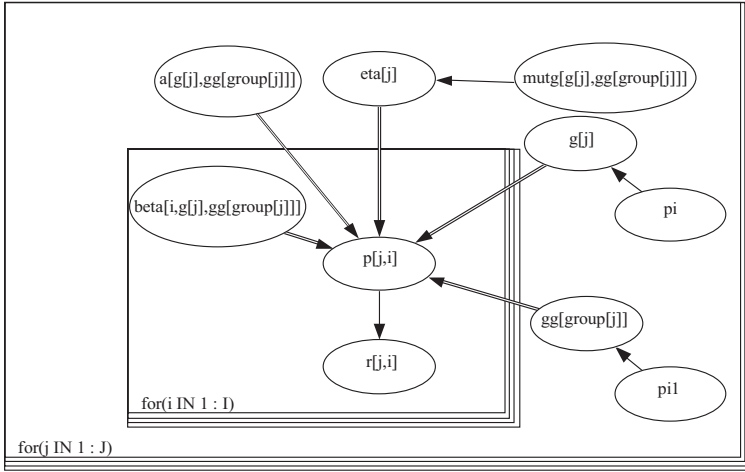 a[g[j],gg[group[j]]]
eta[j]
mutg[g[j],gg[group[j]]]
g[j]
beta[i,g[j],gg[group[j]]]
pi
p[j,i]
gg[group[j]]
r[j,i]
pi1
for(i IN 1 : I)
for(j IN 1 : J)